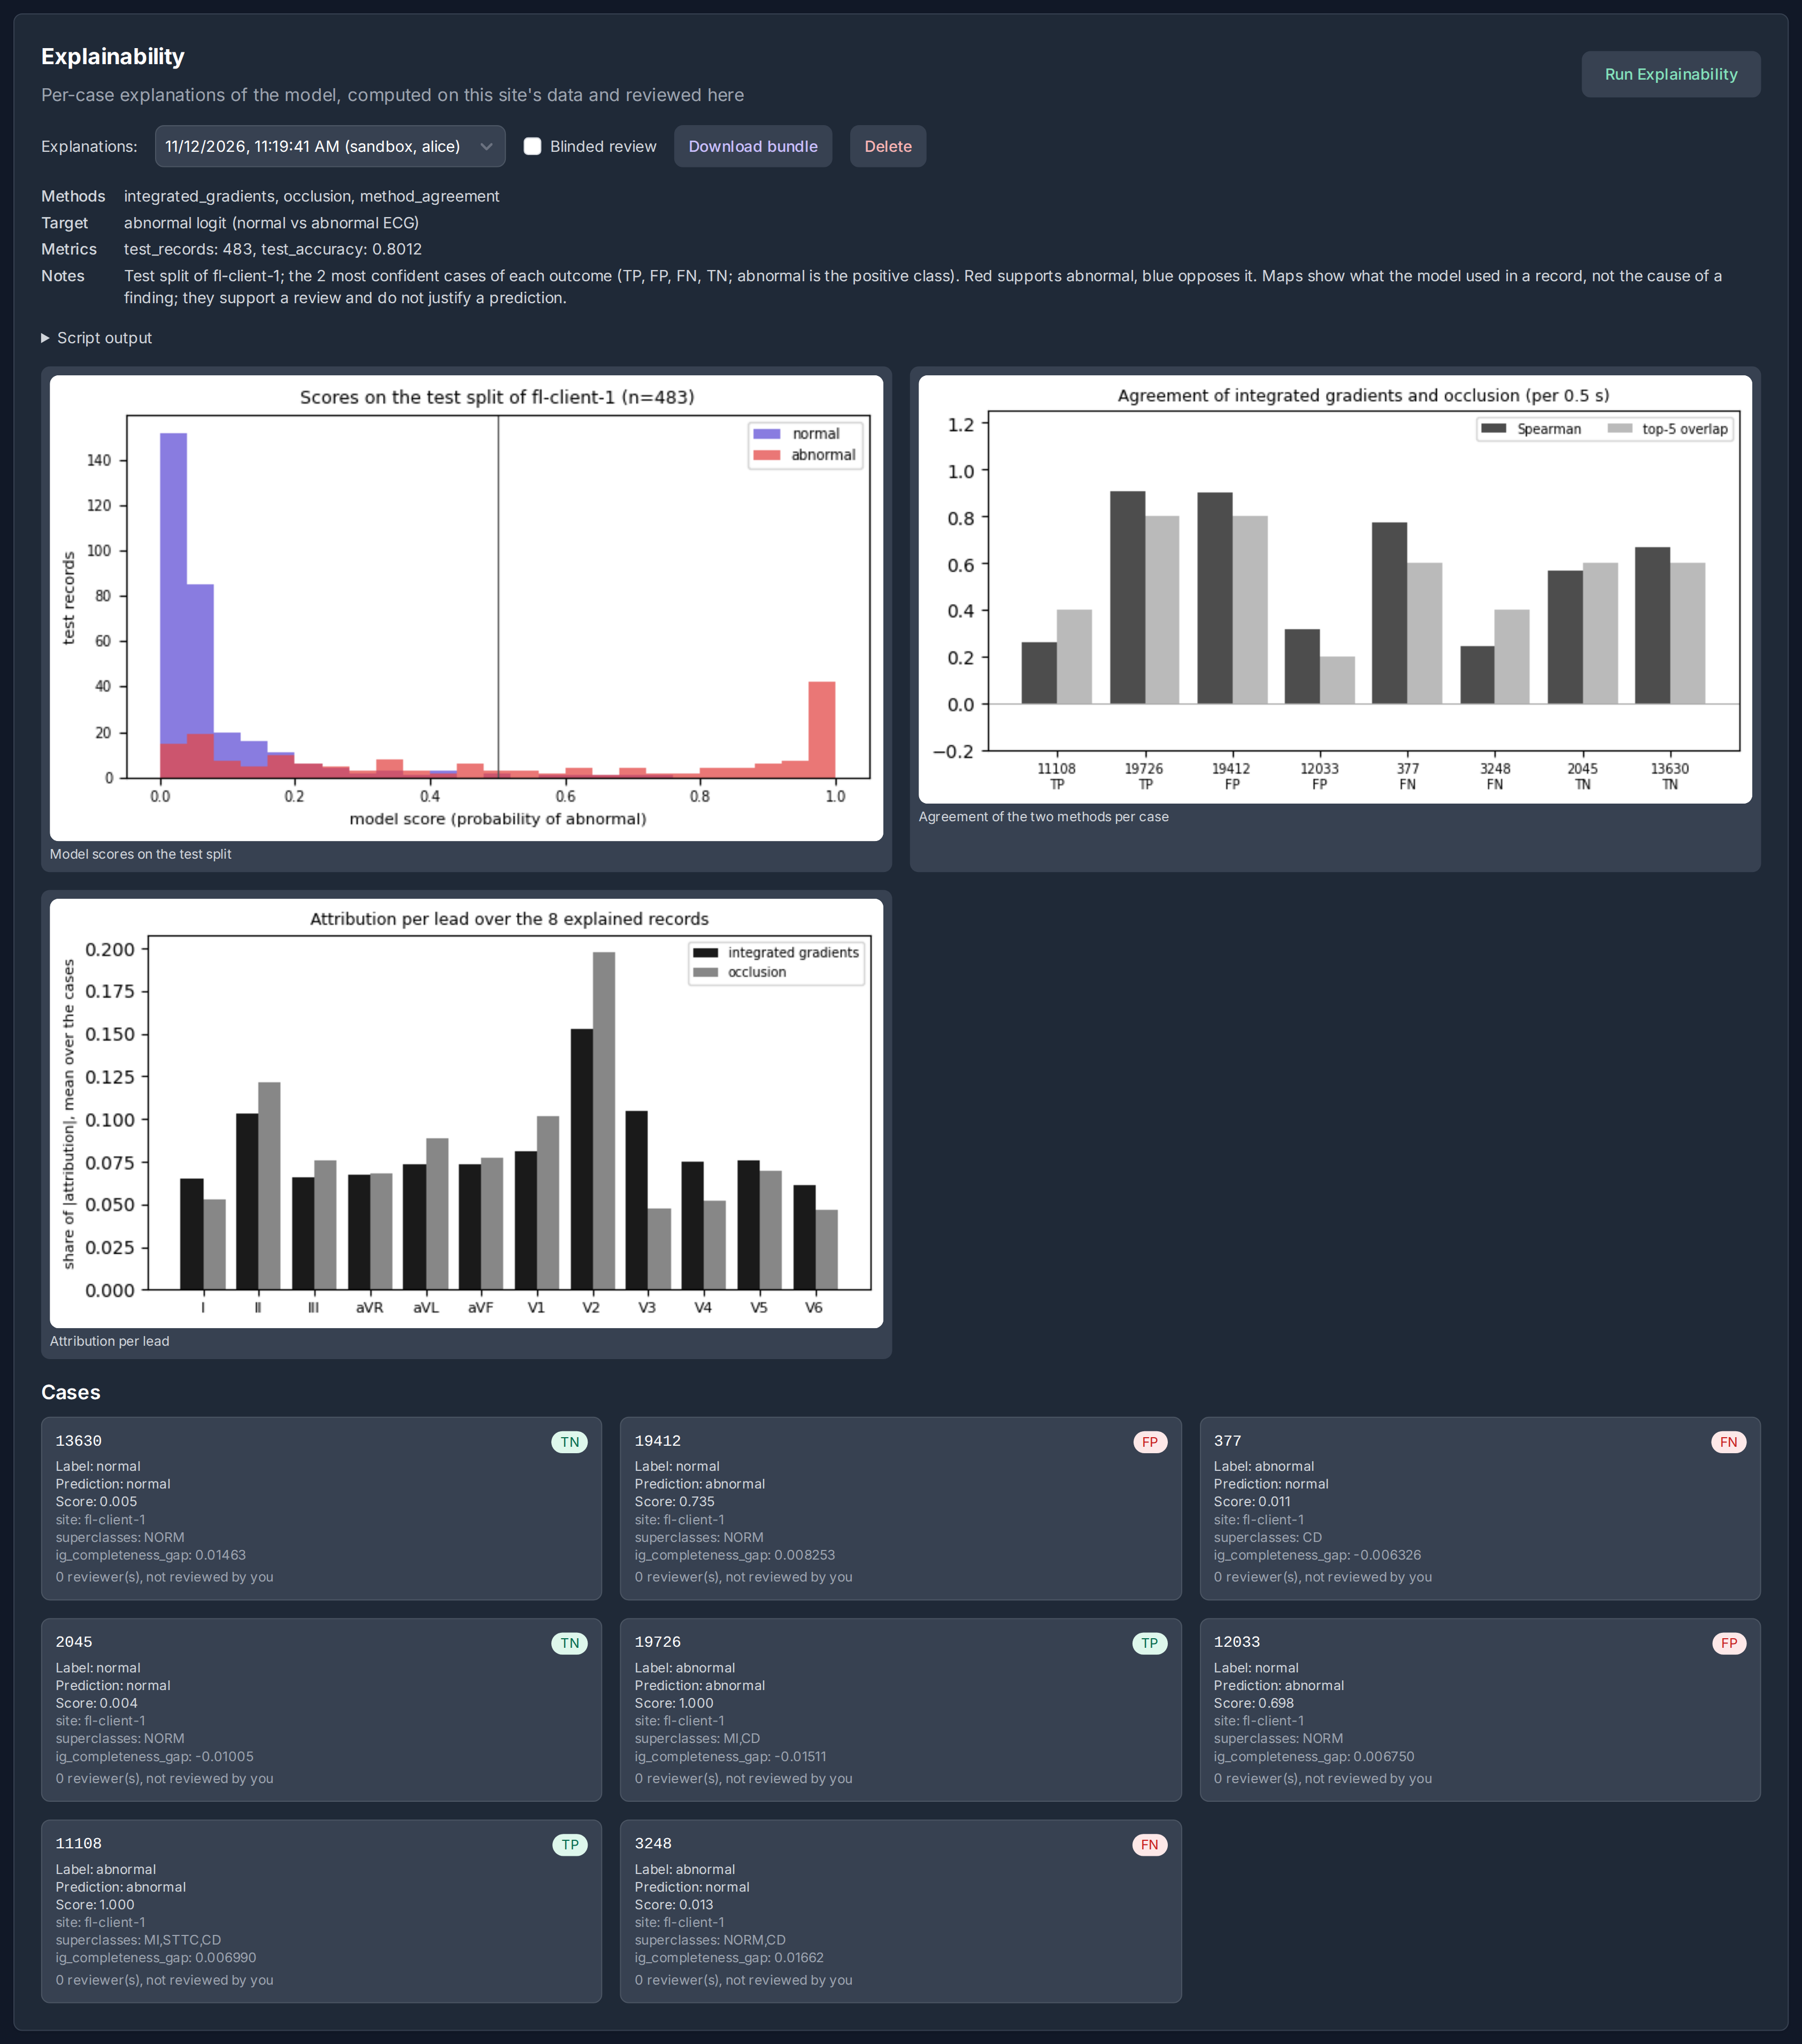 Explainability
Run Explainability
Per-case explanations of the model, computed on this site's data and reviewed here
Explanations: 11/12/2026, 11:19:41 AM (sandbox, alice) Blinded review Download bundle Delete
Methods integrated_gradients, occlusion, method_agreement
Target abnormal logit (normal vs abnormal ECG)
Metrics test_records: 483, test_accuracy: 0.8012
Notes Test split of fl-client-1; the 2 most confident cases of each outcome (TP, FP, FN, TN; abnormal is the positive class). Red supports abnormal, blue opposes it. Maps show what the model used in a record, not the cause of a
finding; they support a review and do not justify a prediction.
Script output
Scores on the test split of fl-client-1 (n=483)
normal
abnormal
140
120
100
80
60
40
20
0
test records
0.0 0.2 0.4 0.6 0.8 1.0
model score (probability of abnormal)
Model scores on the test split
Agreement of integrated gradients and occlusion (per 0.5 s)
Spearman top-5 overlap
1.2
1.0
0.8
0.6
0.4
0.2
0.0
−0.2
11108 19726 19412 12033 377 3248 2045 13630
TP TP FP FP FN FN TN TN
Agreement of the two methods per case
Attribution per lead over the 8 explained records
integrated gradients
occlusion
0.200
0.175
0.150
0.125
0.100
0.075
0.050
0.025
0.000
share of |attribution|, mean over the cases
I II III aVR aVL aVF V1 V2 V3 V4 V5 V6
Attribution per lead
Cases
13630 TN
Label: normal
Prediction: normal
Score: 0.005
site: fl-client-1
superclasses: NORM
ig_completeness_gap: 0.01463
0 reviewer(s), not reviewed by you
19412 FP
Label: normal
Prediction: abnormal
Score: 0.735
site: fl-client-1
superclasses: NORM
ig_completeness_gap: 0.008253
0 reviewer(s), not reviewed by you
377 FN
Label: abnormal
Prediction: normal
Score: 0.011
site: fl-client-1
superclasses: CD
ig_completeness_gap: -0.006326
0 reviewer(s), not reviewed by you
2045 TN
Label: normal
Prediction: normal
Score: 0.004
site: fl-client-1
superclasses: NORM
ig_completeness_gap: -0.01005
0 reviewer(s), not reviewed by you
19726 TP
Label: abnormal
Prediction: abnormal
Score: 1.000
site: fl-client-1
superclasses: MI,CD
ig_completeness_gap: -0.01511
0 reviewer(s), not reviewed by you
12033 FP
Label: normal
Prediction: abnormal
Score: 0.698
site: fl-client-1
superclasses: NORM
ig_completeness_gap: 0.006750
0 reviewer(s), not reviewed by you
11108 TP
Label: abnormal
Prediction: abnormal
Score: 1.000
site: fl-client-1
superclasses: MI,STTC,CD
ig_completeness_gap: 0.006990
0 reviewer(s), not reviewed by you
3248 FN
Label: abnormal
Prediction: normal
Score: 0.013
site: fl-client-1
superclasses: NORM,CD
ig_completeness_gap: 0.01662
0 reviewer(s), not reviewed by you